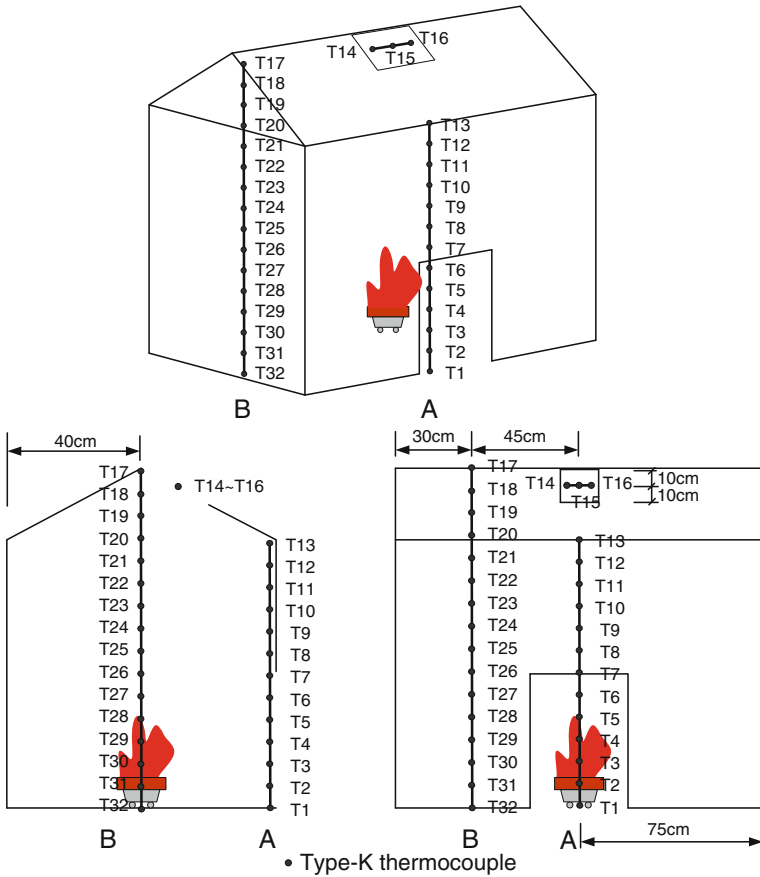 T14 T15 T16
T17
T18
T19
T20
T21
T22
T23
T24
T25
T26
T27
T28
T29
T30
T31
T32
T13
T12
T11
T10
T9
T8
T7
T6
T5
T4
T3
T2
T1
B
A
40cm
T17
T18
T19
T20
T21
T22
T23
T24
T25
T26
T27
T28
T29
T30
T31
T32
T14~T16
T13
T12
T11
T10
T9
T8
T7
T6
T5
T4
T3
T2
T1
B
A
30cm
45cm
T17
T18
T19
T20
T21
T22
T23
T24
T25
T26
T27
T28
T29
T30
T31
T32
T14 T15 T16
10cm
10cm
T13
T12
T11
T10
T9
T8
T7
T6
T5
T4
T3
T2
T1
B
A
75cm
Type-K thermocouple